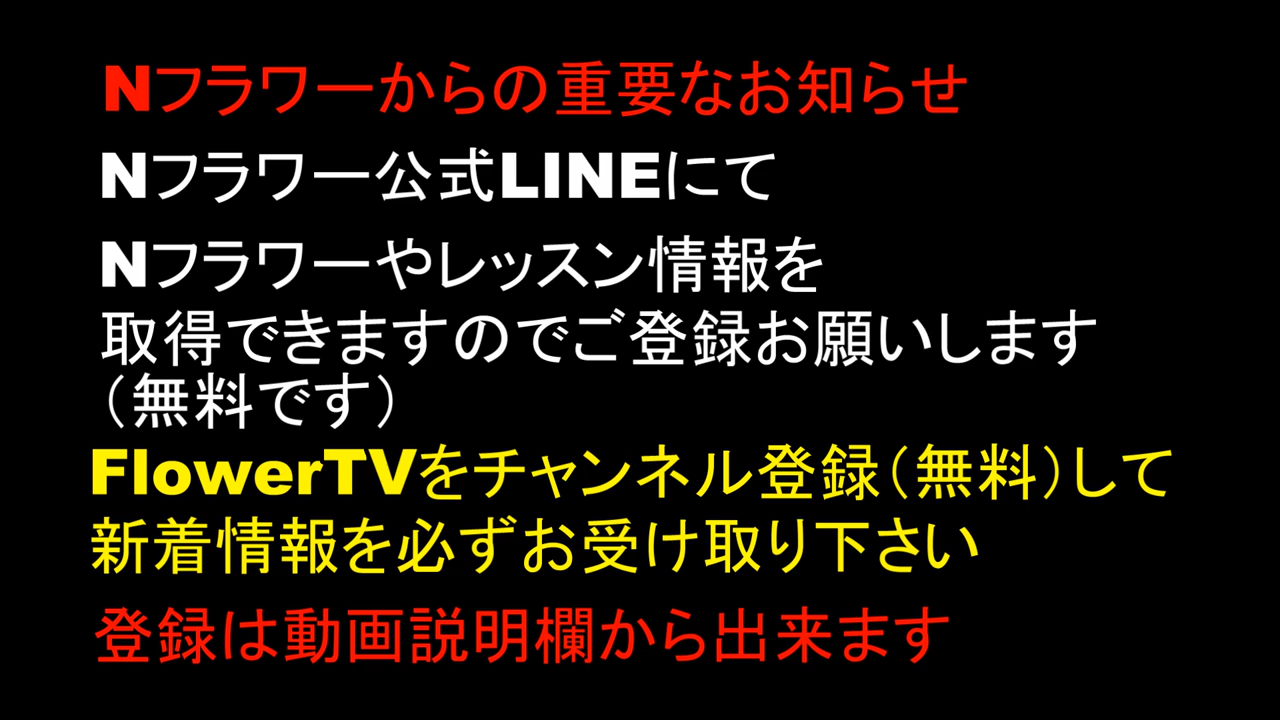 Nフラワーからの重要なお知らせ
Nフラワー公式LINEにて
Nフラワーやレッスン情報を
取得できますのでご登録お願いします
（無料です）
FlowerTVをチャンネル登録（無料）して
新着情報を必ずお受け取り下さい
登録は動画説明欄から出来ます